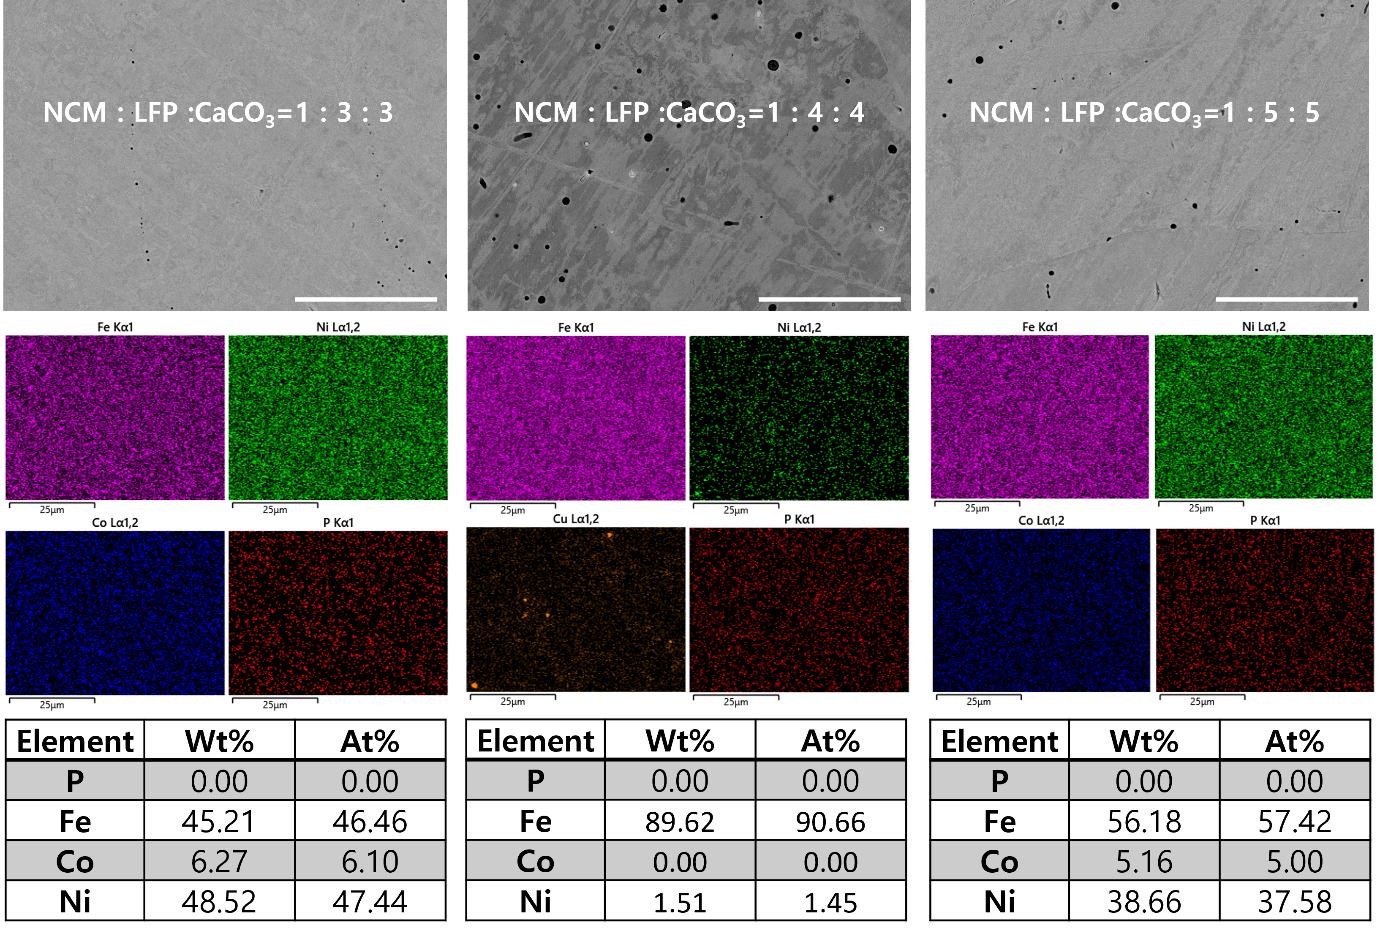 NCM : LFP :CaCO3=1 : 3 : 3
NCM : LFP :CaCO3=1 : 4 : 4
NCM : LFP :CaCO3=1 : 5 : 5
Fe Kα1
Ni Lα1,2
Fe Kα1
Ni Lα1,2
Fe Kα1
Ni Lα1,2
25μm
25μm
25μm
25μm
25μm
25μm
Co Lα1,2
P Kα1
Cu Lα1,2
P Kα1
Co Lα1,2
P Kα1
25μm
25μm
25μm
25μm
25μm
25μm
Element Wt% At%
P 0.00 0.00
Fe 45.21 46.46
Co 6.27 6.10
Ni 48.52 47.44
Element Wt% At%
P 0.00 0.00
Fe 89.62 90.66
Co 0.00 0.00
Ni 1.51 1.45
Element Wt% At%
P 0.00 0.00
Fe 56.18 57.42
Co 5.16 5.00
Ni 38.66 37.58